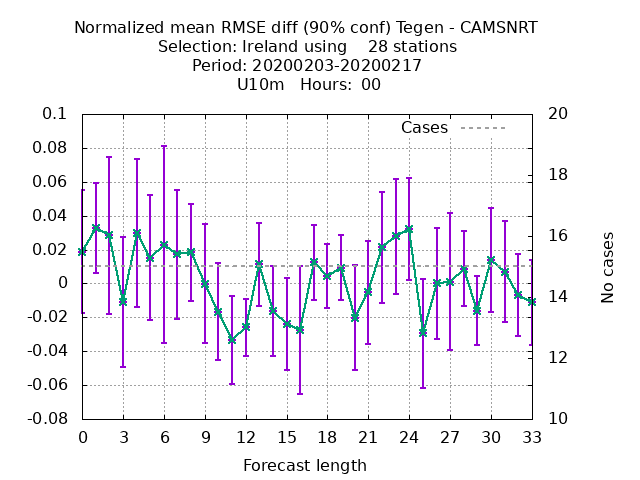 Normalized mean RMSE diff (90% conf) Tegen - CAMSNRT
Selection: Ireland using 28 stations
Period: 20200203-20200217
U10m Hours: 00
0.1
0.08
0.06
0.04
0.02
0
-0.02
-0.04
-0.06
-0.08
Cases
20
18
16
14
12
10
No cases
0 3 6 9 12 15 18 21 24 27 30 33
Forecast length